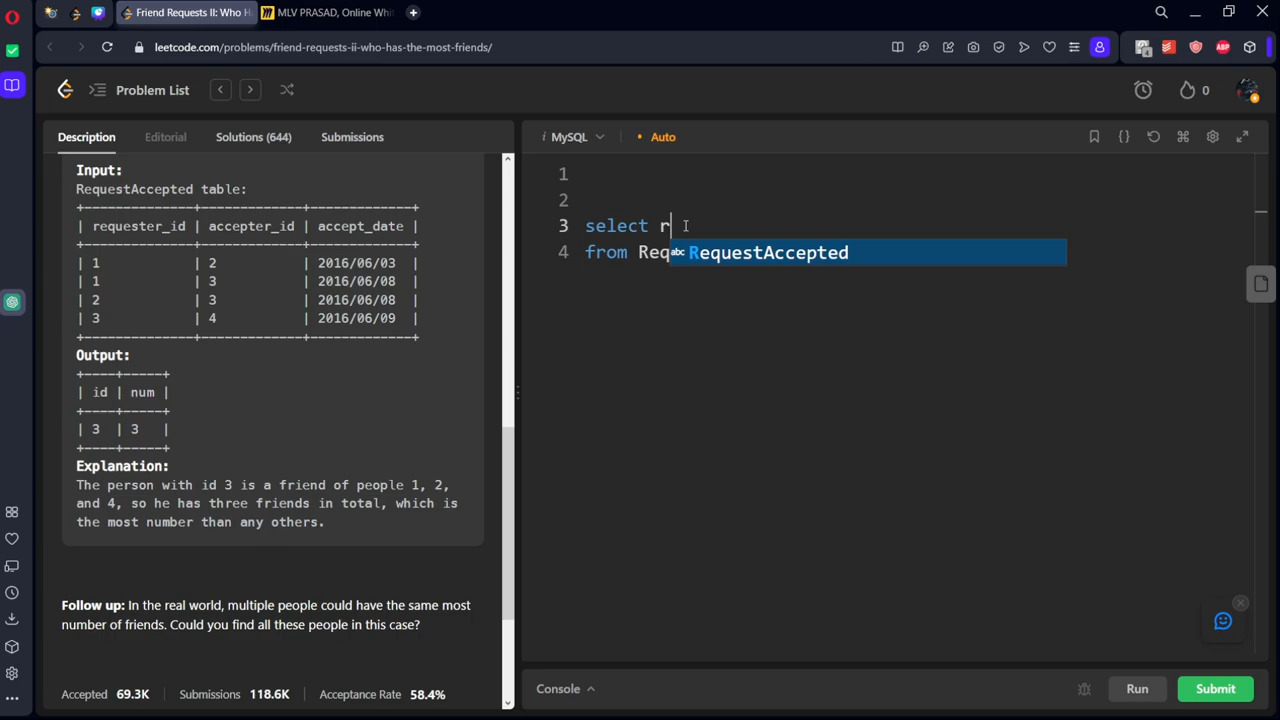 Friend Requests II: Who H
MLV PRASAD, Online Whi
leetcode.com/problems/friend-requests-ii-who-has-the-most-friends/
4
ABP
Problem List
0
Description
Editorial
Solutions (644)
Submissions
MySQL
Auto
Input:
RequestAccepted table:
+--------------+-------------+-------------+
| requester_id | accepter_id | accept_date |
+--------------+-------------+-------------+
| 1 | 2 | 2016/06/03 |
| 1 | 3 | 2016/06/08 |
| 2 | 3 | 2016/06/08 |
| 3 | 4 | 2016/06/09 |
+--------------+-------------+-------------+
Output:
+----+-----+
| id | num |
+----+-----+
| 3 | 3 |
+----+-----+
Explanation:
The person with id 3 is a friend of people 1, 2,
and 4, so he has three friends in total, which is
the most number than any others.
Follow up: In the real world, multiple people could have the same most
number of friends. Could you find all these people in this case?
Accepted 69.3K Submissions 118.6K Acceptance Rate 58.4%
1
2
3 select r
4 from Req
abc RequestAccepted
Console
Run
Submit